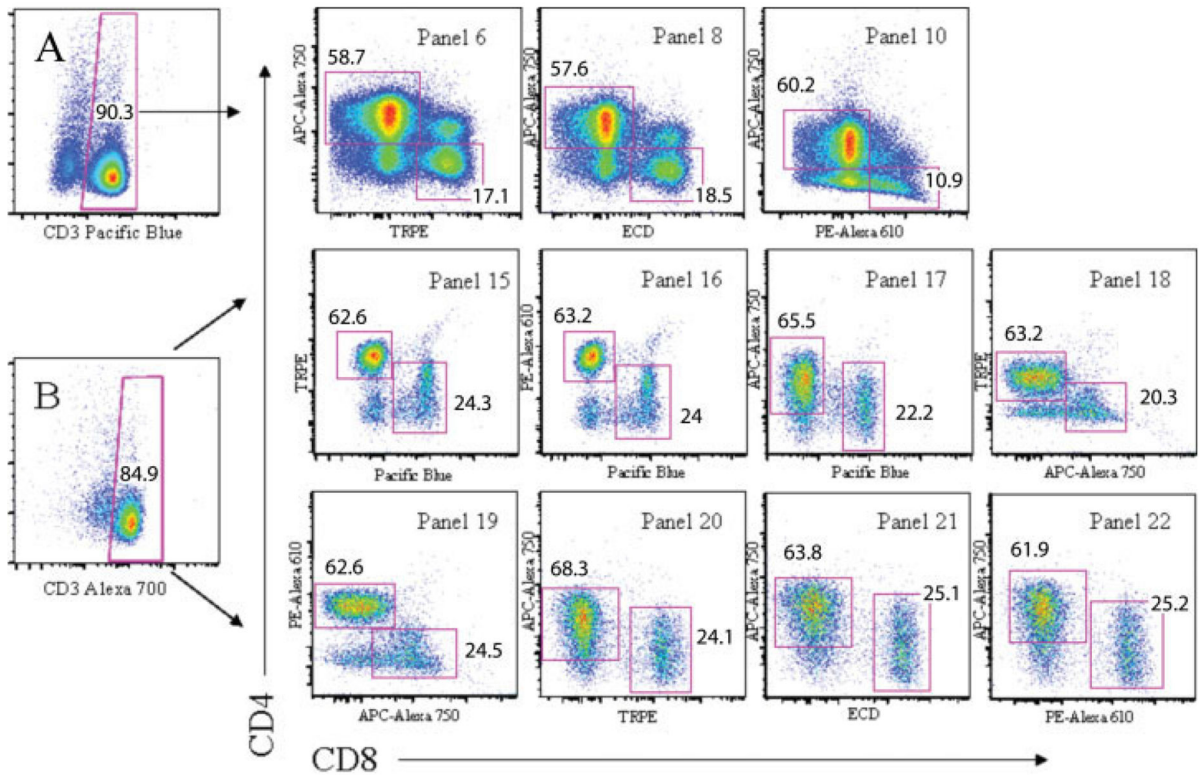 A
90.3
CD3 Pacific Blue
Panel 6
58.7
17.1
APC-Alexa 750
TRPE
Panel 8
57.6
18.5
APC-Alexa 750
ECD
Panel 10
60.2
10.9
APC-Alexa 750
PE-Alexa 610
B
84.9
CD3 Alexa 700
Panel 15
62.6
24.3
TRPE
Pacific Blue
Panel 16
63.2
24
PE-Alexa 610
Pacific Blue
Panel 17
65.5
22.2
APC-Alexa 750
Pacific Blue
Panel 18
63.2
20.3
TRPE
APC-Alexa 750
Panel 19
62.6
24.5
PE-Alexa 610
APC-Alexa 750
Panel 20
68.3
24.1
APC-Alexa 750
TRPE
Panel 21
63.8
25.1
APC-Alexa 750
ECD
Panel 22
61.9
25.2
APC-Alexa 750
PE-Alexa 610
CD4
CD8